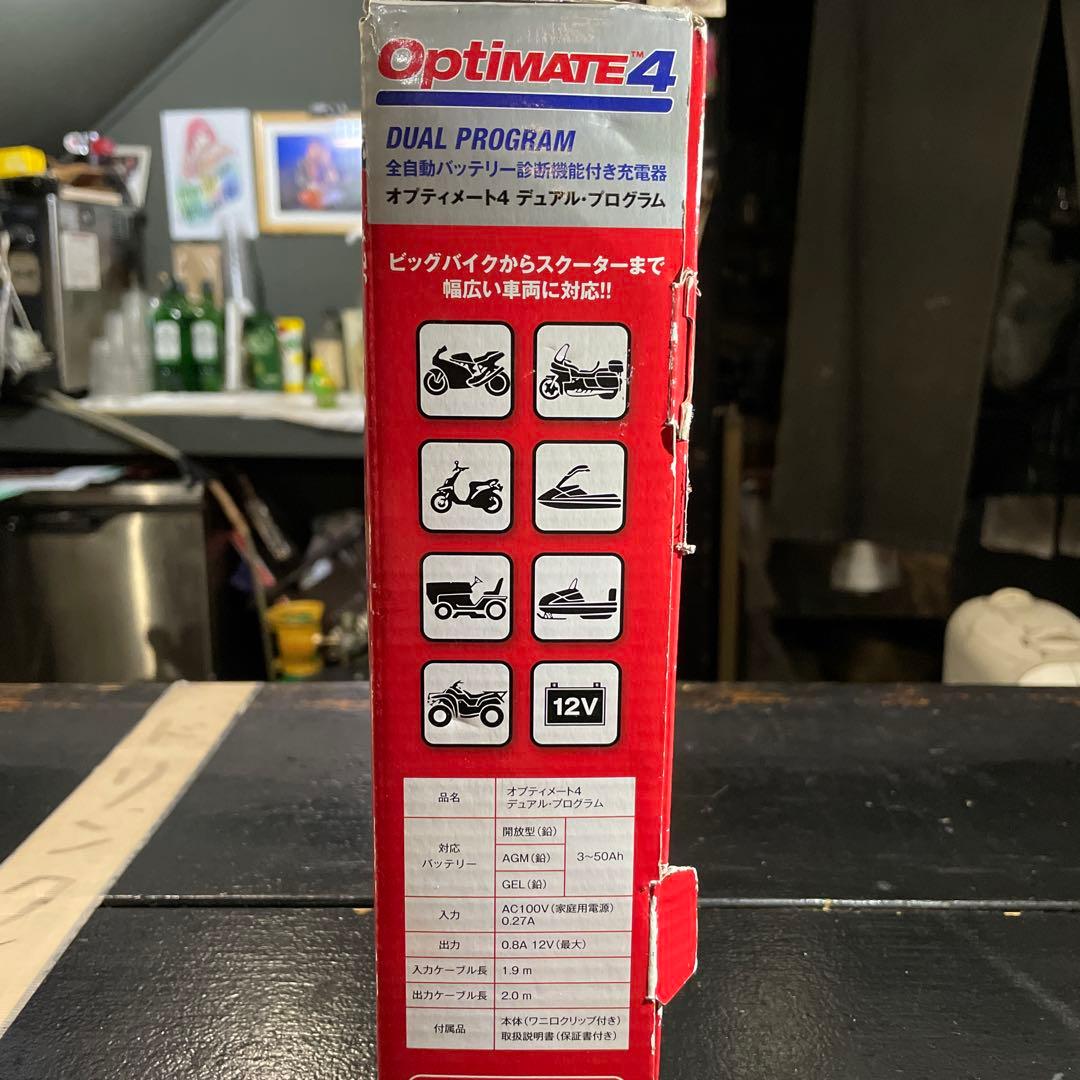 OptiMATE™4
DUAL PROGRAM
全自動バッテリー診断機能付き充電器
オプティメート4 デュアル・プログラム
ビッグバイクからスクーターまで
幅広い車両に対応!!
12V
品名
オプティメート4
デュアル・プログラム
対応
バッテリー
開放型(鉛)
AGM(鉛)
GEL(鉛)
3~50Ah
入力
AC100V(家庭用電源)
0.27A
出力
0.8A 12V(最大)
入力ケーブル長
1.9 m
出力ケーブル長
2.0 m
付属品
本体(ワニ口クリップ付き)
取扱説明書(保証書付き)